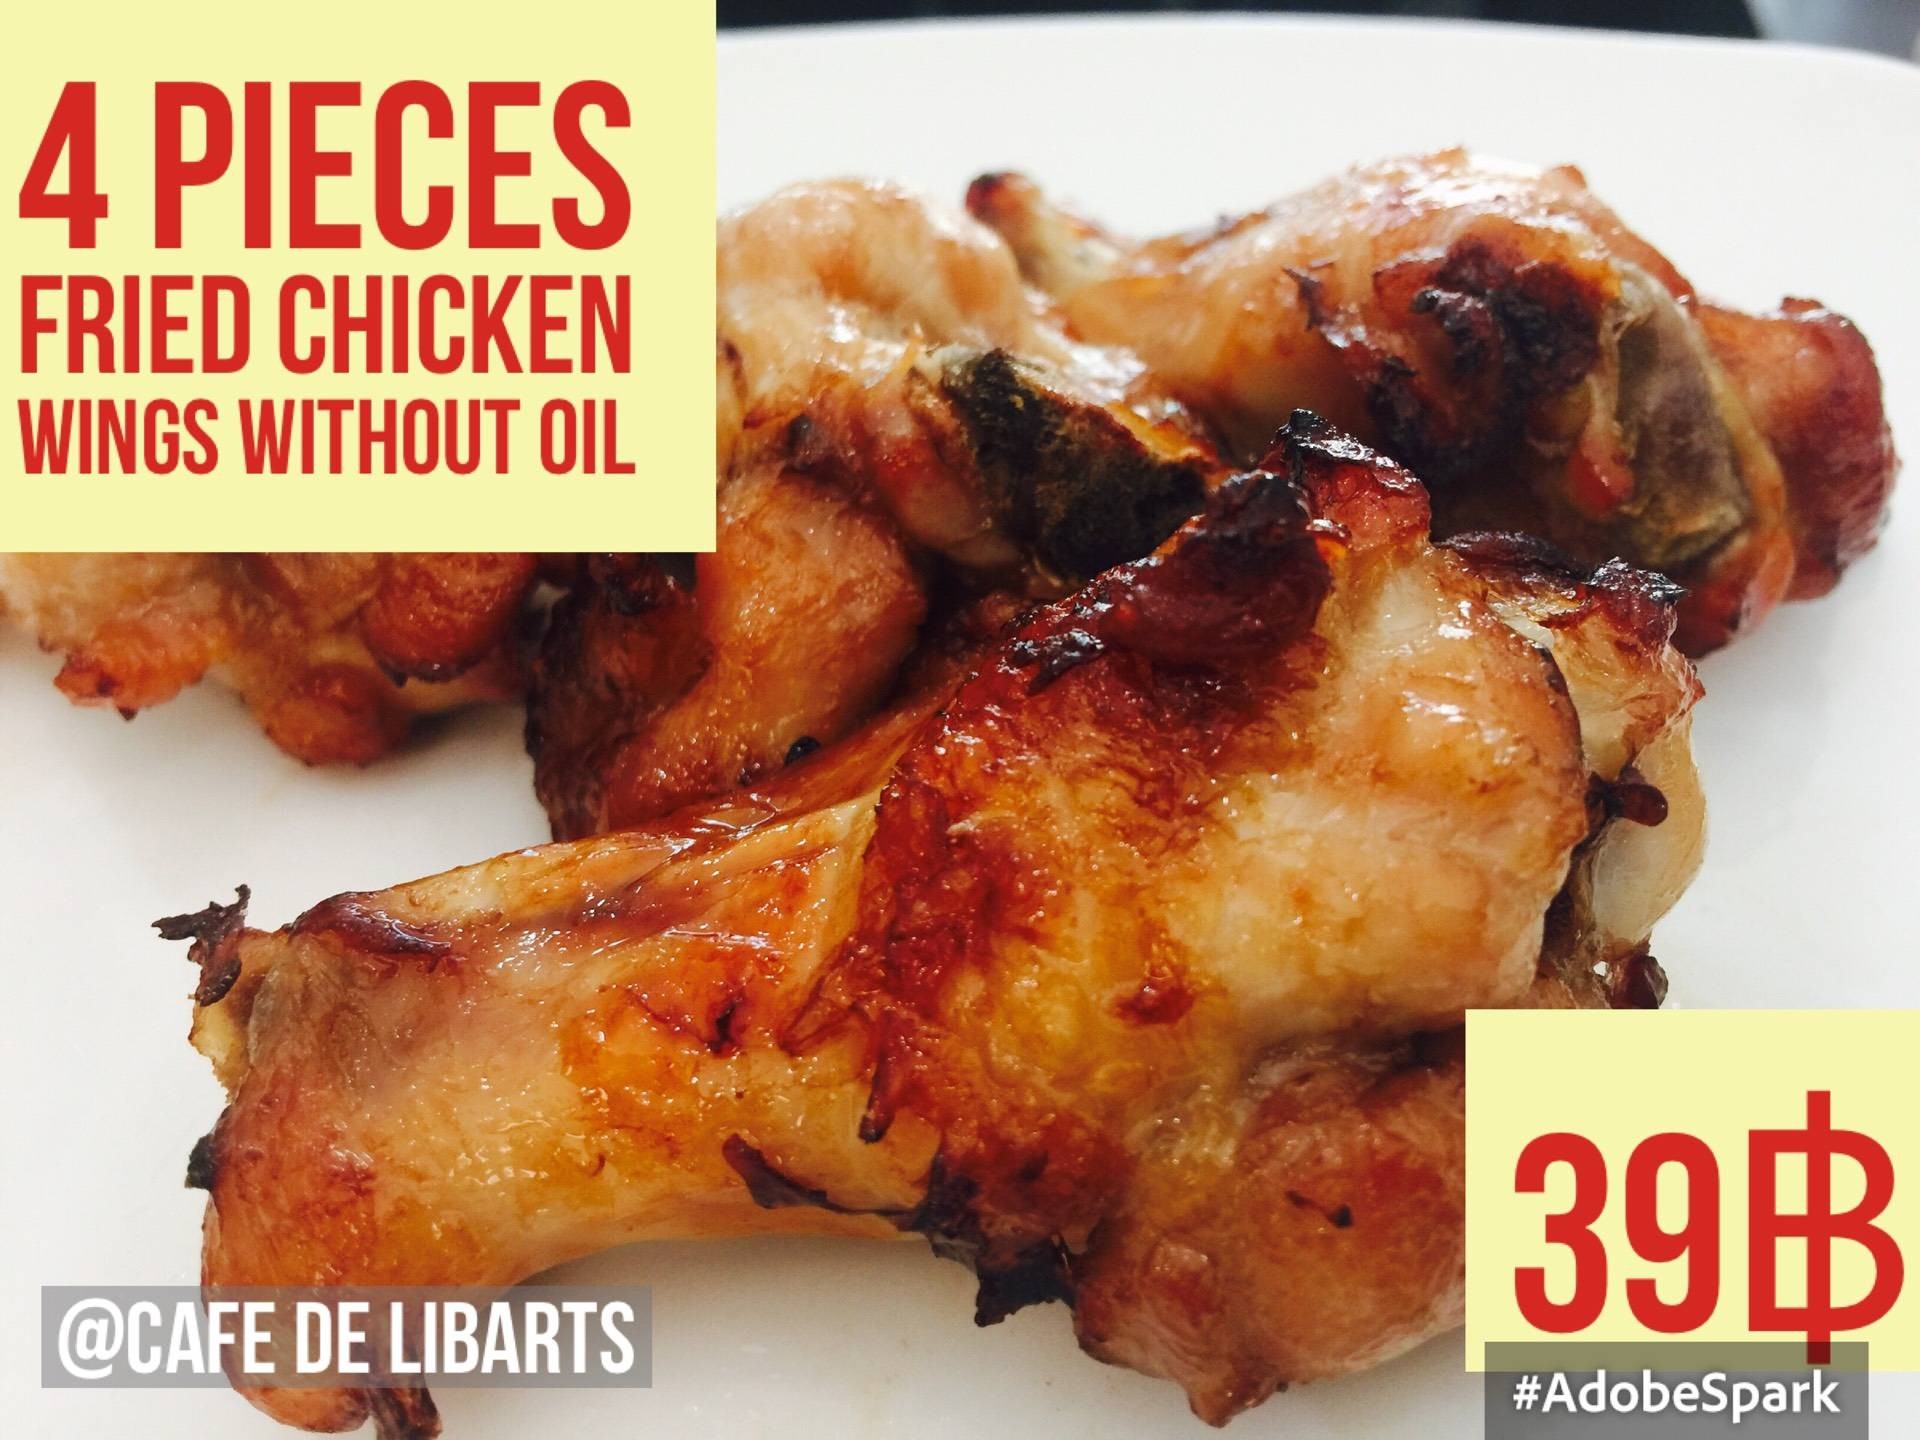 4 PIECES
FRIED CHICKEN
WINGS WITHOUT OIL
39฿
@CAFE DE LIBARTS
#AdobeSpark